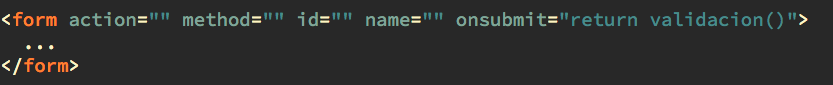 <form action="" method="" id="" name="" onsubmit="return validacion()">
...
</form>